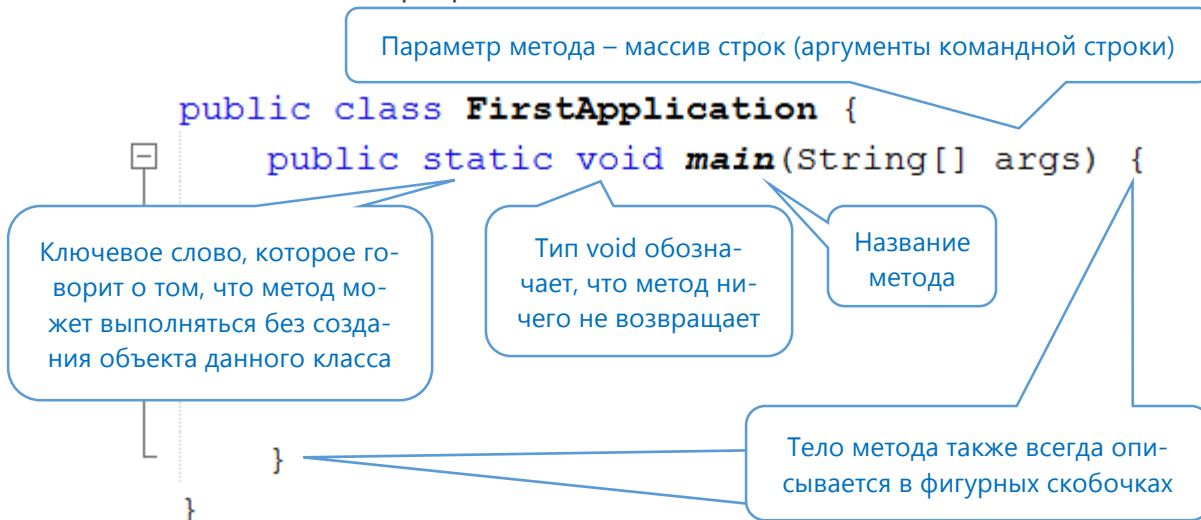 Параметр метода – массив строк (аргументы командной строки)
public class FirstApplication {
public static void main(String[] args) {
Ключевое слово, которое го-
ворит о том, что метод мо-
жет выполняться без созда-
ния объекта данного класса
Тип void обозна-
чает, что метод ни-
чего не возвращает
Название
метода
}
Тело метода также всегда опи-
сывается в фигурных скобочках
}